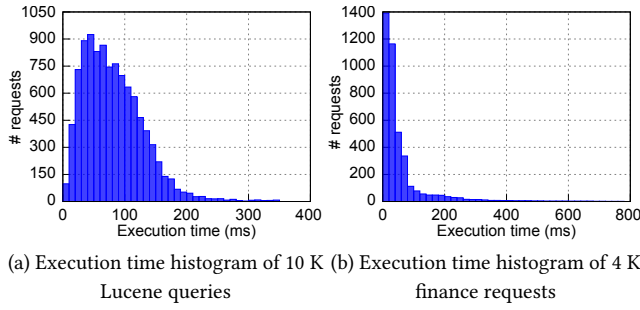 1050
900
750
600
450
300
150
0
# requests
0 100 200 300 400
Execution time (ms)
1400
1200
1000
800
600
400
200
0
# requests
0 200 400 600 800
Execution time (ms)
(a) Execution time histogram of 10 K
Lucene queries
(b) Execution time histogram of 4 K
finance requests